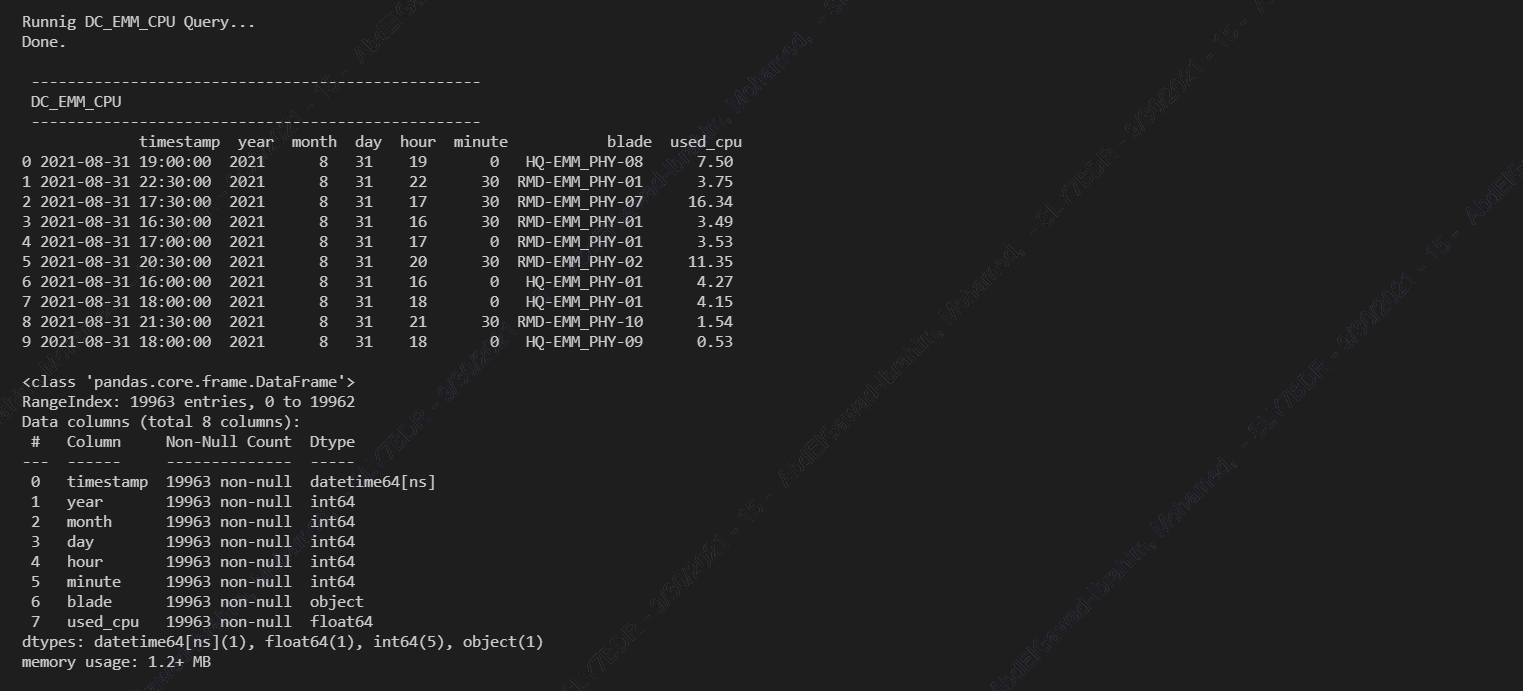 Runnig DC_EMM_CPU Query...
Done.
--------------------------------------------------
DC_EMM_CPU
--------------------------------------------------
            timestamp  year  month  day  hour  minute           blade  used_cpu
0 2021-08-31 19:00:00  2021      8   31    19       0   HQ-EMM_PHY-08      7.50
1 2021-08-31 22:30:00  2021      8   31    22      30  RMD-EMM_PHY-01      3.75
2 2021-08-31 17:30:00  2021      8   31    17      30  RMD-EMM_PHY-07     16.34
3 2021-08-31 16:30:00  2021      8   31    16      30  RMD-EMM_PHY-01      3.49
4 2021-08-31 17:00:00  2021      8   31    17       0  RMD-EMM_PHY-01      3.53
5 2021-08-31 20:30:00  2021      8   31    20      30  RMD-EMM_PHY-02     11.35
6 2021-08-31 16:00:00  2021      8   31    16       0   HQ-EMM_PHY-01      4.27
7 2021-08-31 18:00:00  2021      8   31    18       0   HQ-EMM_PHY-01      4.15
8 2021-08-31 21:30:00  2021      8   31    21      30  RMD-EMM_PHY-10      1.54
9 2021-08-31 18:00:00  2021      8   31    18       0   HQ-EMM_PHY-09      0.53
<class 'pandas.core.frame.DataFrame'>
RangeIndex: 19963 entries, 0 to 19962
Data columns (total 8 columns):
 #   Column     Non-Null Count  Dtype
---  ------     --------------  -----
 0   timestamp  19963 non-null  datetime64[ns]
 1   year       19963 non-null  int64
 2   month      19963 non-null  int64
 3   day        19963 non-null  int64
 4   hour       19963 non-null  int64
 5   minute     19963 non-null  int64
 6   blade      19963 non-null  object
 7   used_cpu   19963 non-null  float64
dtypes: datetime64[ns](1), float64(1), int64(5), object(1)
memory usage: 1.2+ MB